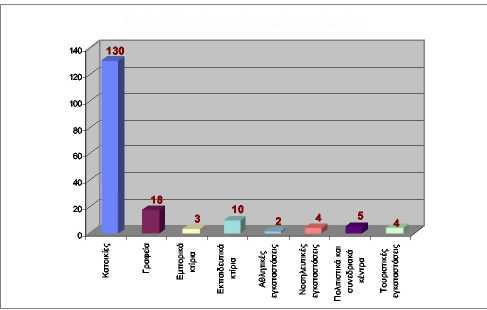 140
120
100
80
60
40
20
0
130
18
3
10
2
4
5
4
Κατοικίες
Γραφεία
Εμπορικά
κτίρια
Εκπαιδευτικά
κτίρια
Αθλητικές
εγκαταστάσεις
Νοσηλευτικές
εγκαταστάσεις
Πολιτιστικά και
συνεδριακά
κέντρα
Τουριστικές
εγκαταστάσεις